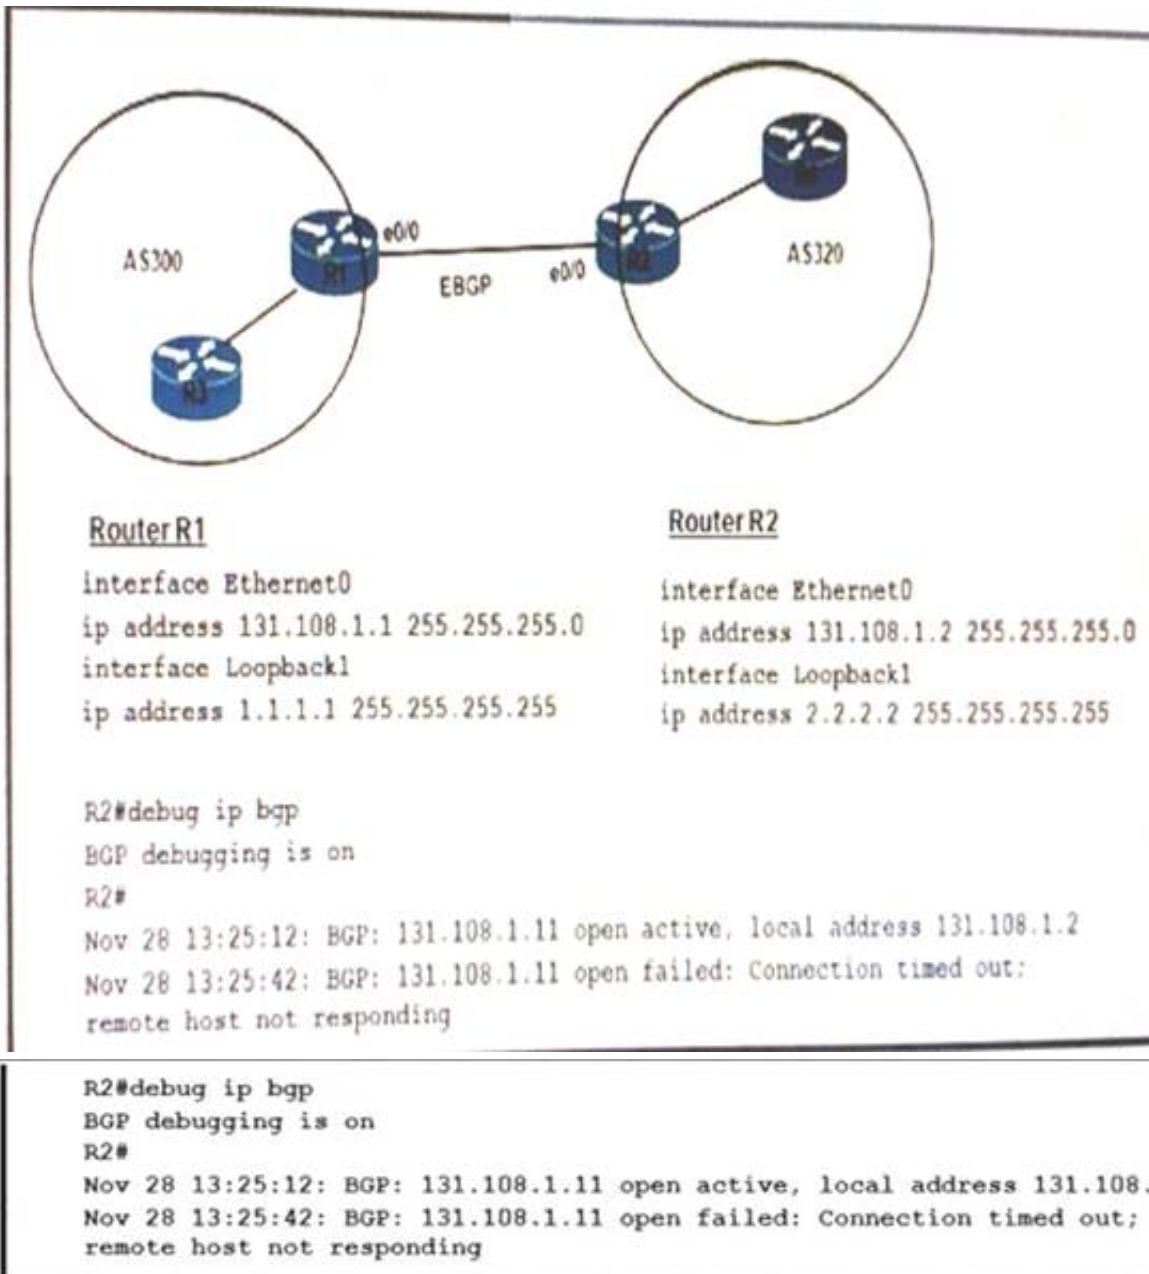 AS300
R1
e0/0
EBGP
e0/0
R2
AS320
R3
Router R1
interface Ethernet0
ip address 131.108.1.1 255.255.255.0
interface Loopback1
ip address 1.1.1.1 255.255.255.255
Router R2
interface Ethernet0
ip address 131.108.1.2 255.255.255.0
interface Loopback1
ip address 2.2.2.2 255.255.255.255
R2#debug ip bgp
BGP debugging is on
R2#
Nov 28 13:25:12: BGP: 131.108.1.11 open active, local address 131.108.1.2
Nov 28 13:25:42: BGP: 131.108.1.11 open failed: Connection timed out;
remote host not responding
R2#debug ip bgp
BGP debugging is on
R2#
Nov 28 13:25:12: BGP: 131.108.1.11 open active, local address 131.108.
Nov 28 13:25:42: BGP: 131.108.1.11 open failed: Connection timed out;
remote host not responding